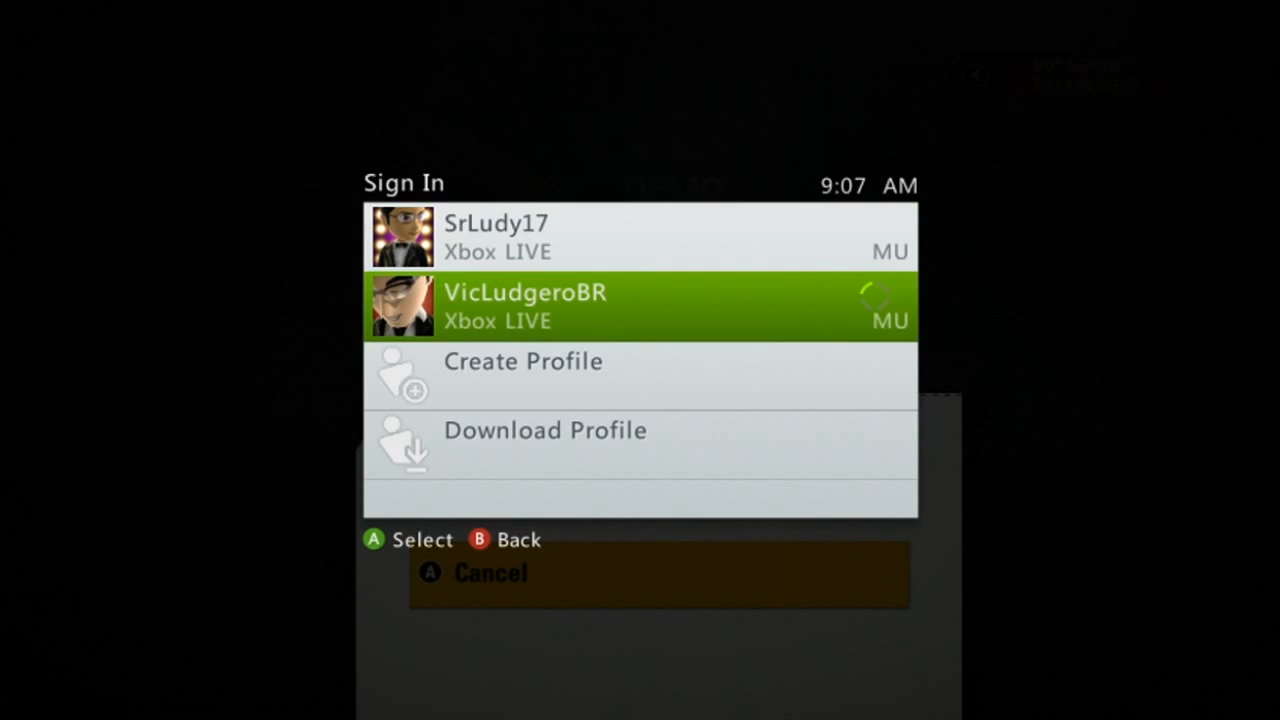 Sign In
9:07 AM
SrLudy17
Xbox LIVE
MU
VicLudgeroBR
Xbox LIVE
MU
Create Profile
Download Profile
A Select B Back
A Cancel